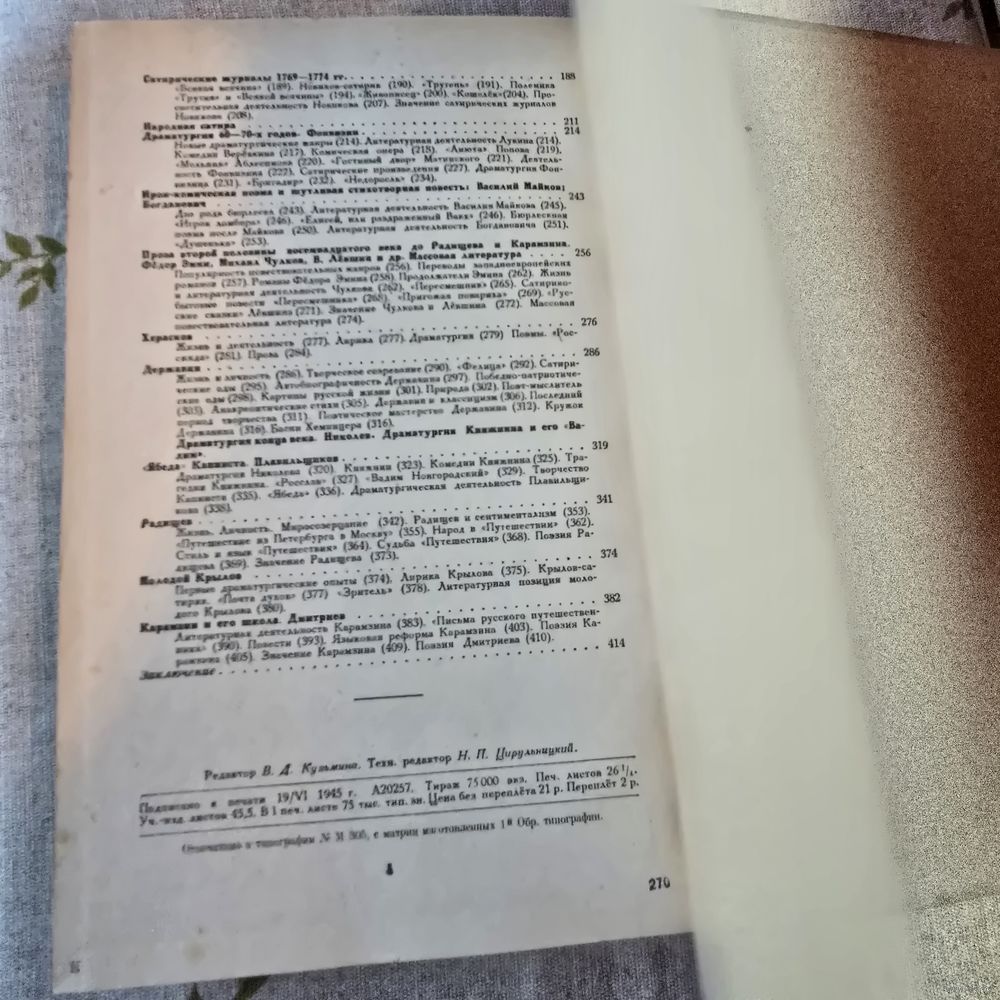 Сатирические журналы 1769—1774 гг. . . . . . . . . . . . . . . . . . . . 188
«Всякая всячина» (189). Новиков-сатирик (190). «Трутень» (191). Полемика
«Трутня» и «Всякой всячины» (194). «Живописец» (200). «Кошелёк» (204). Про-
светительная деятельность Новикова (207). Значение сатирических журналов
Новикова (208).
Народная сатира . . . . . . . . . . . . . . . . . . . . 211
Драматургия 60—70-х годов. Фонвизин . . . . . . . . . . . . . . . . . . . . 214
Новые драматургические жанры (214). Литературная деятельность Лукина (214).
Комедии Верёвкина (217). Комическая опера (218). «Анюта» Попова (219).
«Мельник» Аблесимова (220). «Гостиный двор» Матинского (221). Деятель-
ность Фонвизина (222). Сатирические произведения (227). Драматургия Фон-
визина (231). «Бригадир» (232). «Недоросль» (234).
Ирои-комическая поэма и шутливая стихотворная повесть: Василий Майков;
Богданович . . . . . . . . . . . . . . . . . . . . 243
Два рода бюрлеска (243). Литературная деятельность Василия Майкова (245).
«Игрок ломбера» (246). «Елисей, или раздраженный Вакх» (246). Бюрлескная
поэма после Майкова (250). Литературная деятельность Богдановича (251).
«Душенька» (253).
Проза второй половины восемнадцатого века до Радищева и Карамзина.
Фёдор Эмин, Михаил Чулков, В. Лёвшин и др. Массовая литература . . . . 256
Популярность повествовательных жанров (256). Переводы западноевропейских
романов (257). Романы Фёдора Эмина (258). Продолжатели Эмина (262). Жизнь
и литературная деятельность Чулкова (262). «Пересмешник» (265). Сатирико-
бытовые повести «Пересмешника» (268). «Пригожая повариха» (269). «Рус-
ские сказки» Лёвшина (271). Значение Чулкова и Лёвшина (272). Массовая
повествовательная литература (274).
Херасков . . . . . . . . . . . . . . . . . . . . 276
Жизнь и деятельность (277). Лирика (277). Драматургия (279) Поэмы. «Рос-
сияда» (281). Проза (284).
Державин . . . . . . . . . . . . . . . . . . . . 286
Жизнь и личность (286). Творческое созревание (290). «Фелица» (292). Сатири-
ческие оды (295). Автобиографичность Державина (297). Победно-патриотиче-
ские оды (298). Картины русской жизни (301). Природа (302). Поэт-мыслитель
(303). Анакреонтические стихи (305). Державин и классицизм (306). Последний
период творчества (311). Поэтическое мастерство Державина (312). Кружок
Державина (316). Басни Хемницера (316).
Драматургия конца века. Николев. Драматургия Княжнина и его «Ва-
дим».
«Ябеда» Капниста. Плавильщиков . . . . . . . . . . . . . . . . . . . . 319
Драматургия Николева (320). Княжнин (323). Комедии Княжнина (325). Тра-
гедии Княжнина. «Росслав» (327). «Вадим Новгородский» (329). Творчество
Капниста (335). «Ябеда» (336). Драматургическая деятельность Плавильщи-
кова (338).
Радищев . . . . . . . . . . . . . . . . . . . . 341
Жизнь. Личность. Миросозерцание (342). Радищев и сентиментализм (353).
«Путешествие из Петербурга в Москву» (355). Народ в «Путешествии» (362).
Стиль и язык «Путешествия» (364). Судьба «Путешествия» (368). Поэзия Ра-
дищева (369). Значение Радищева (373).
Молодой Крылов . . . . . . . . . . . . . . . . . . . . 374
Первые драматургические опыты (374). Лирика Крылова (375). Крылов-са-
тирик. «Почта духов» (377) «Зритель» (378). Литературная позиция моло-
дого Крылова (380).
Карамзин и его школа. Дмитриев . . . . . . . . . . . . . . . . . . . . 382
Литературная деятельность Карамзина (383). «Письма русского путешествен-
ника» (390). Повести (393). Языковая реформа Карамзина (403). Поэзия Ка-
рамзина (405). Значение Карамзина (409). Поэзия Дмитриева (410).
Заключение . . . . . . . . . . . . . . . . . . . . 414
Редактор В. Д. Кузьмина. Техн. редактор Н. П. Цирульницкий.
Подписано к печати 19/VI 1945 г. А20257. Тираж 75000 экз. Печ. листов 26
Уч.-изд. листов 45,5. В 1 печ. листе 75 тыс. тип. зн. Цена без переплёта 21 р. Переплёт 2 р.
Отпечатано в типографии № с матриц изготовленных 1й Обр. типографии.
270